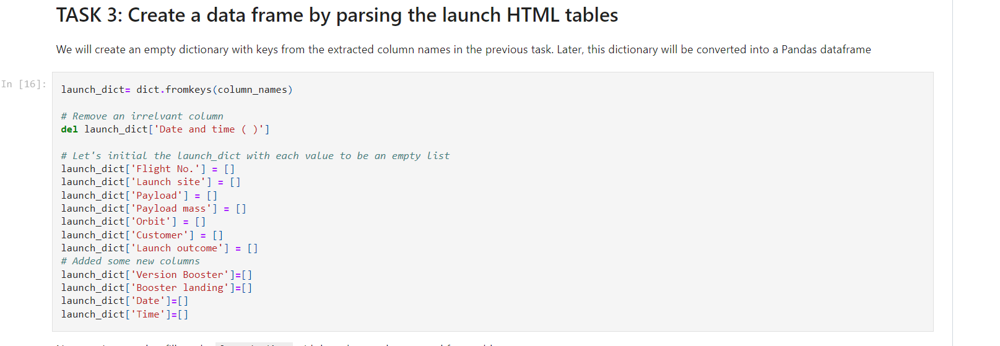 TASK 3: Create a data frame by parsing the launch HTML tables
We will create an empty dictionary with keys from the extracted column names in the previous task. Later, this dictionary will be converted into a Pandas dataframe
In [16]:
launch_dict= dict.fromkeys(column_names)
# Remove an irrelvant column
del launch_dict['Date and time ( )']
# Let's initial the launch_dict with each value to be an empty list
launch_dict['Flight No.'] = []
launch_dict['Launch site'] = []
launch_dict['Payload'] = []
launch_dict['Payload mass'] = []
launch_dict['Orbit'] = []
launch_dict['Customer'] = []
launch_dict['Launch outcome'] = []
# Added some new columns
launch_dict['Version Booster']=[]
launch_dict['Booster landing']=[]
launch_dict['Date']=[]
launch_dict['Time']=[]